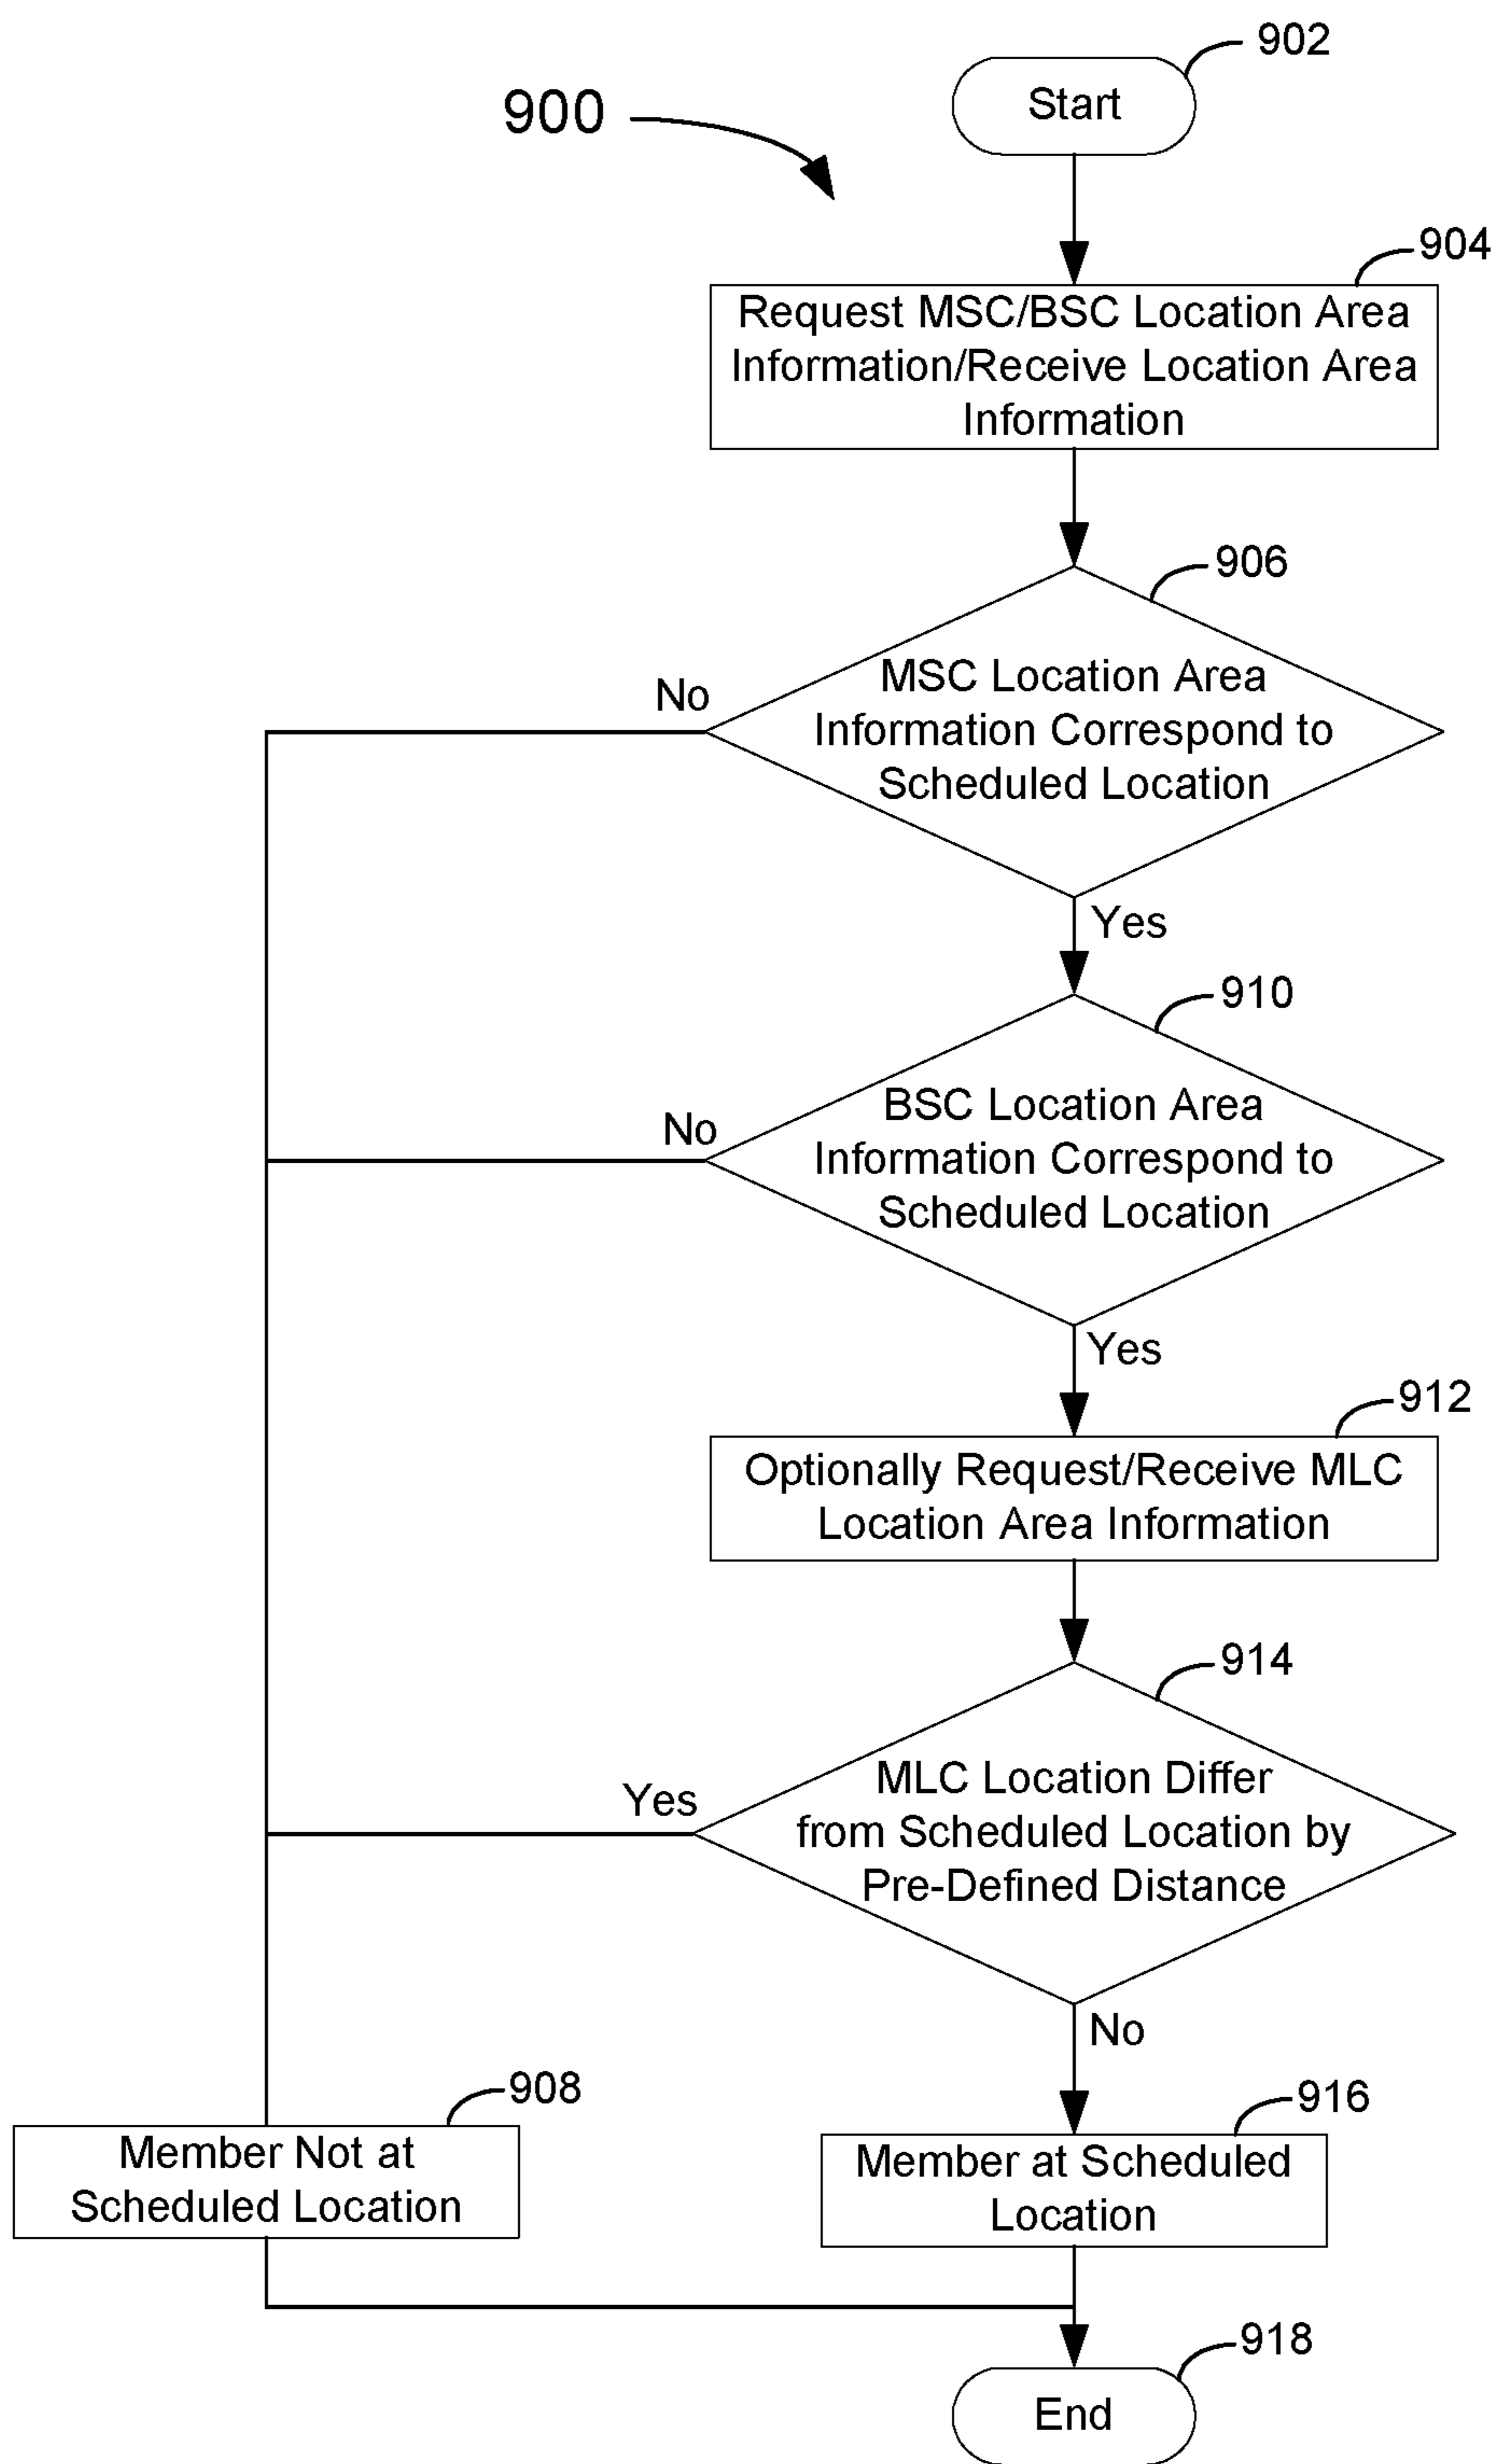 902
Start
900
904
Request MSC/BSC Location Area
Information/Receive Location Area
Information
906
MSC Location Area
Information Correspond to
Scheduled Location
No
Yes
910
BSC Location Area
Information Correspond to
Scheduled Location
No
Yes
912
Optionally Request/Receive MLC
Location Area Information
914
MLC Location Differ
from Scheduled Location by
Pre-Defined Distance
Yes
No
908
Member Not at
Scheduled Location
916
Member at Scheduled
Location
918
End